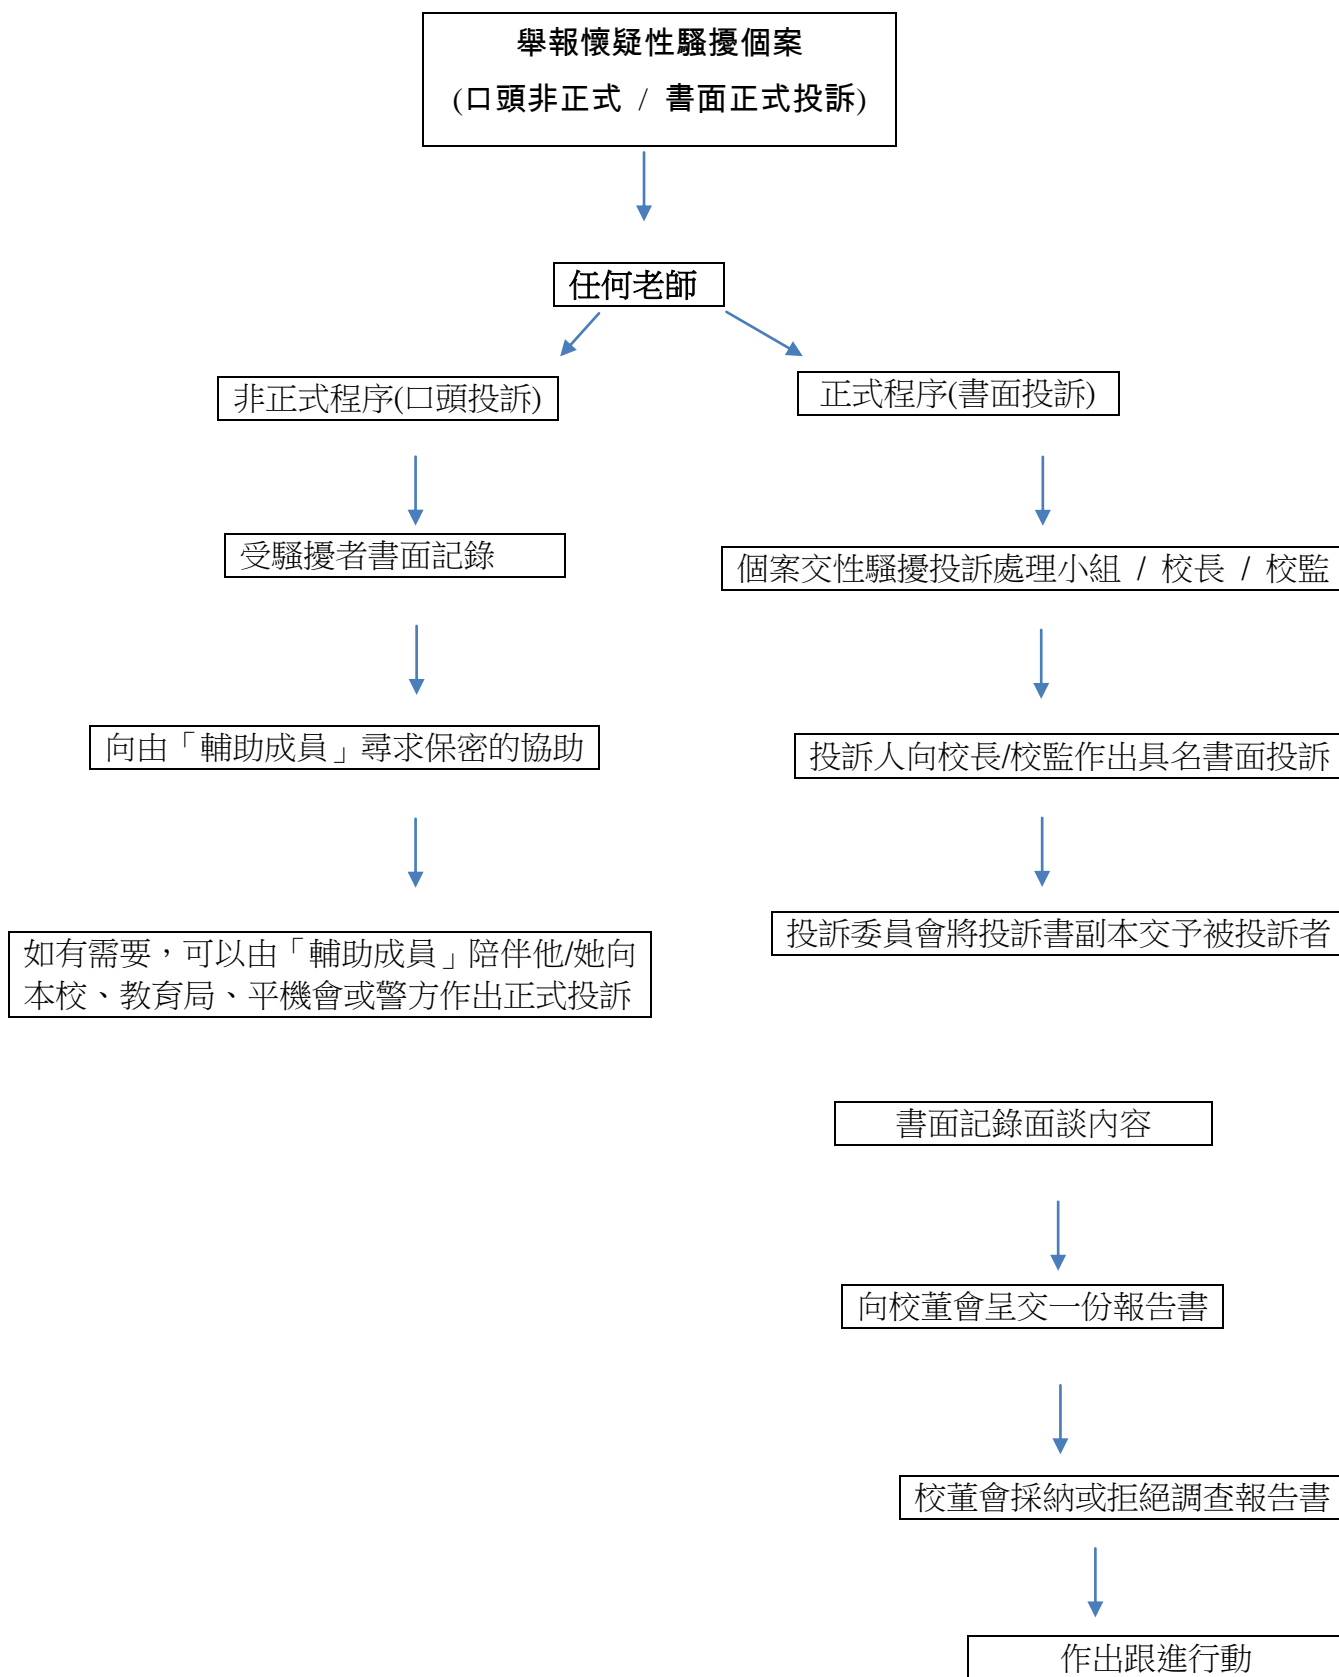 舉報懷疑性騷擾個案
(口頭非正式 / 書面正式投訴)
任何老師
非正式程序(口頭投訴)
正式程序(書面投訴)
受騷擾者書面記錄
個案交性騷擾投訴處理小組 / 校長 / 校監
向由「輔助成員」尋求保密的協助
投訴人向校長/校監作出具名書面投訴
如有需要，可以由「輔助成員」陪伴他/她向
本校、教育局、平機會或警方作出正式投訴
投訴委員會將投訴書副本交予被投訴者
書面記錄面談內容
向校董會呈交一份報告書
校董會採納或拒絕調查報告書
作出跟進行動